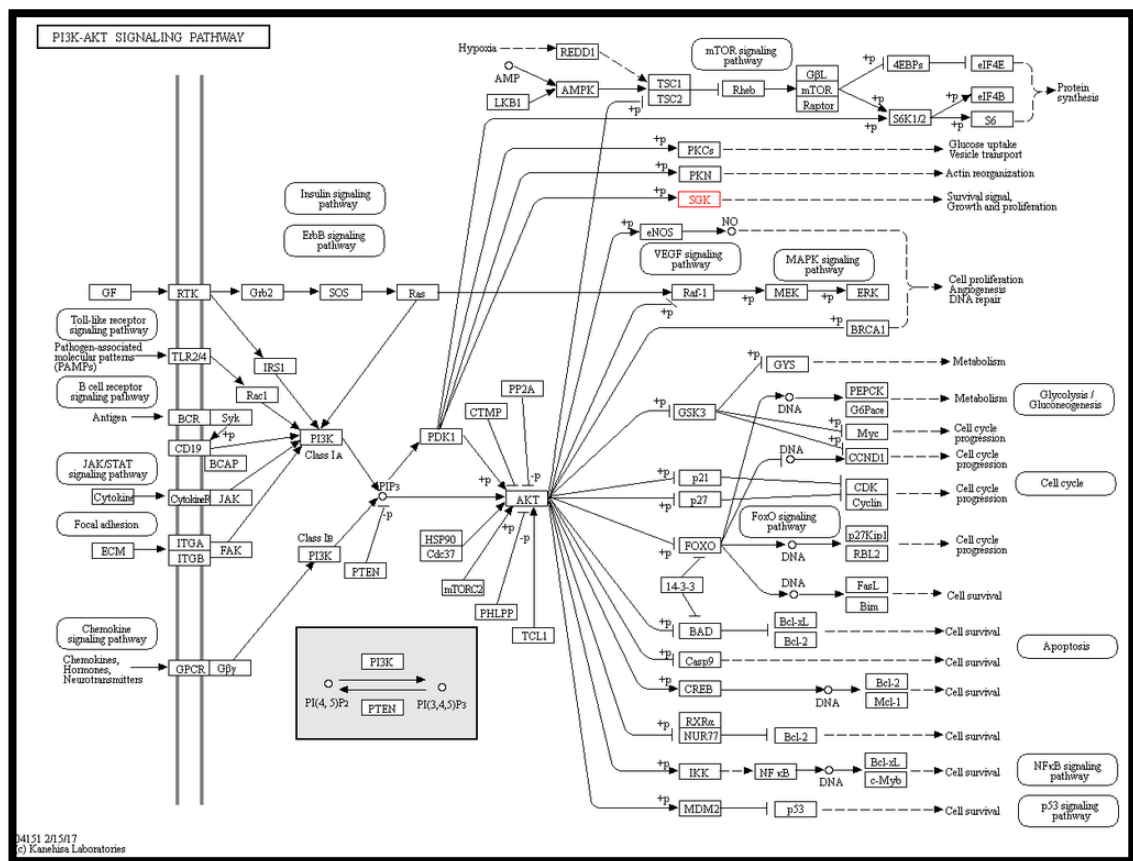 PI3K-AKT SIGNALING PATHWAY
Hypoxia
REDD1
mTOR signaling
pathway
AMP
LKB1
AMPK
TSC1
TSC2
+p
Rheb
GβL
mTOR
Raptor
+p
4EBPs
eIF4E
+p
S6K1/2
+p
+p
eIF4B
+p
S6
Protein
synthesis
+p
PKCs
Glucose uptake
Vesicle transport
+p
PKN
Actin reorganization
+p
SGK
Survival signal,
Growth and proliferation
Insulin signaling
pathway
ErbB signaling
pathway
+p
eNOS
NO
VEGF signaling
pathway
MAPK signaling
pathway
GF
RTK
Grb2
SOS
Ras
Raf-1
+p
+p
MEK
+p
ERK
+p
BRCA1
Cell proliferation
Angiogenesis
DNA repair
Toll-like receptor
signaling pathway
Pathogen-associated
molecular patterns
(PAMPs)
TLR2/4
IRS1
Rac1
B cell receptor
signaling pathway
Antigen
BCR
Syk
+p
CD19
BCAP
PI3K
Class IA
JAK/STAT
signaling pathway
Cytokine
CytokineR
JAK
Focal adhesion
ECM
ITGA
ITGB
FAK
Class IB
PI3K
PIP3
-p
PTEN
PDK1
CTMP
PP2A
+p
-p
AKT
HSP90
Cdc37
+p
-p
mTORC2
PHLPP
TCL1
+p
GYS
Metabolism
+p
GSK3
DNA
PEPCK
G6Pace
Metabolism
Glycolysis /
Gluconeogenesis
+p
Myc
+p
Cell cycle
progression
DNA
CCND1
Cell cycle
progression
+p
p21
+p
p27
CDK
Cyclin
Cell cycle
progression
Cell cycle
FoxO signaling
pathway
+p
FOXO
DNA
p27Kip1
RBL2
Cell cycle
progression
14-3-3
DNA
FasL
Bim
Cell survival
+p
BAD
Bcl-xL
Bcl-2
Cell survival
Apoptosis
+p
Casp9
Cell survival
+p
CREB
DNA
Bcl-2
Mcl-1
Cell survival
+p
RXRα
NUR77
Bcl-2
Cell survival
+p
IKK
NFκB
DNA
Bcl-xL
c-Myb
Cell survival
NFκB signaling
pathway
+p
MDM2
p53
Cell survival
p53 signaling
pathway
Chemokine
signaling pathway
Chemokines,
Hormones,
Neurotransmitters
GPCR
Gβγ
PI3K
PI(4, 5)P2
PI(3,4,5)P3
PTEN
04151 2/15/17
(c) Kanehisa Laboratories